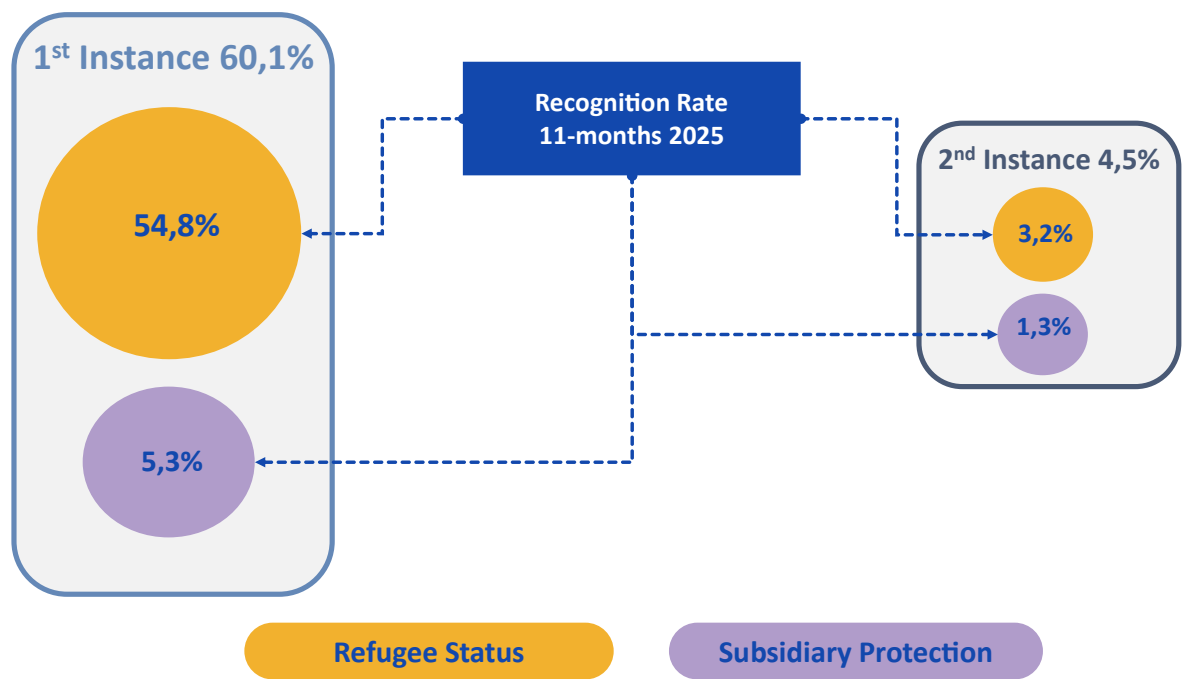 1st Instance 60,1%
54,8%
5,3%
Recognition Rate
11-months 2025
2nd Instance 4,5%
3,2%
1,3%
Refugee Status
Subsidiary Protection